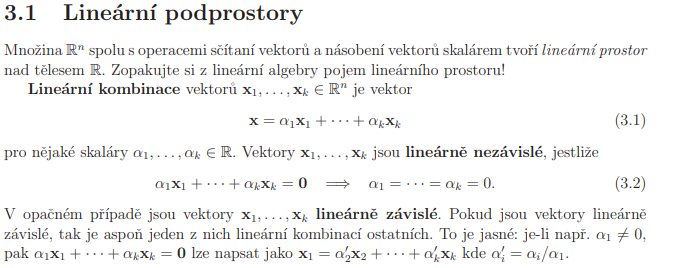 3.1 Lineární podprostory
Množina ℝⁿ spolu s operacemi sčítaní vektorů a násobení vektorů skalárem tvoří lineární prostor
nad tělesem ℝ. Zopakujte si z lineární algebry pojem lineárního prostoru!
Lineární kombinace vektorů x₁, . . . , xₖ ∈ ℝⁿ je vektor
x = α₁x₁ + · · · + αₖxₖ (3.1)
pro nějaké skaláry α₁, . . . , αₖ ∈ ℝ. Vektory x₁, . . . , xₖ jsou lineárně nezávislé, jestliže
α₁x₁ + · · · + αₖxₖ = 0 ⟹ α₁ = · · · = αₖ = 0. (3.2)
V opačném případě jsou vektory x₁, . . . , xₖ lineárně závislé. Pokud jsou vektory lineárně
závislé, tak je aspoň jeden z nich lineární kombinací ostatních. To je jasné: je-li např. α₁ ≠ 0,
pak α₁x₁ + · · · + αₖxₖ = 0 lze napsat jako x₁ = α′₂x₂ + · · · + α′ₖxₖ kde α′ᵢ = αᵢ/α₁.